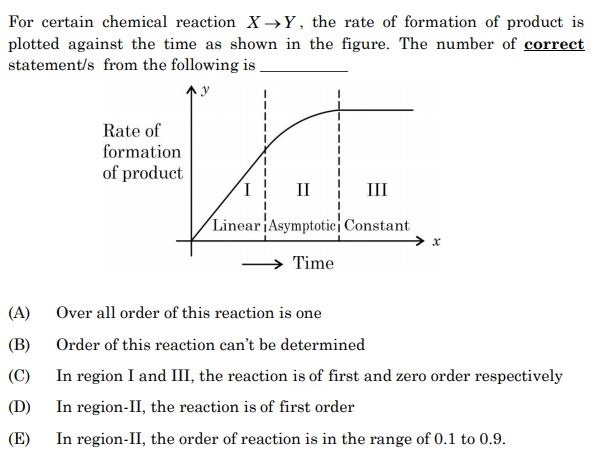 For certain chemical reaction X→Y, the rate of formation of product is
plotted against the time as shown in the figure. The number of correct
statement/s from the following is ________
y
Rate of
formation
of product
I II III
Linear Asymptotic Constant
x
→ Time
(A) Over all order of this reaction is one
(B) Order of this reaction can't be determined
(C) In region I and III, the reaction is of first and zero order respectively
(D) In region-II, the reaction is of first order
(E) In region-II, the order of reaction is in the range of 0.1 to 0.9.